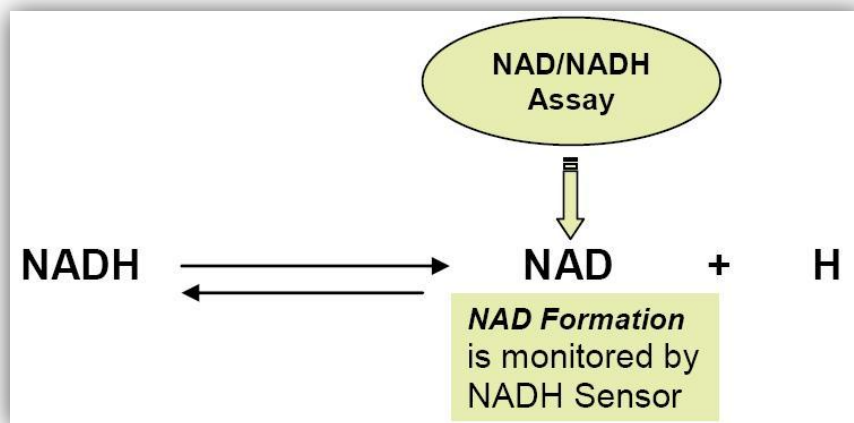 NAD/NADH
Assay
NADH NAD + H
NAD Formation
is monitored by
NADH Sensor